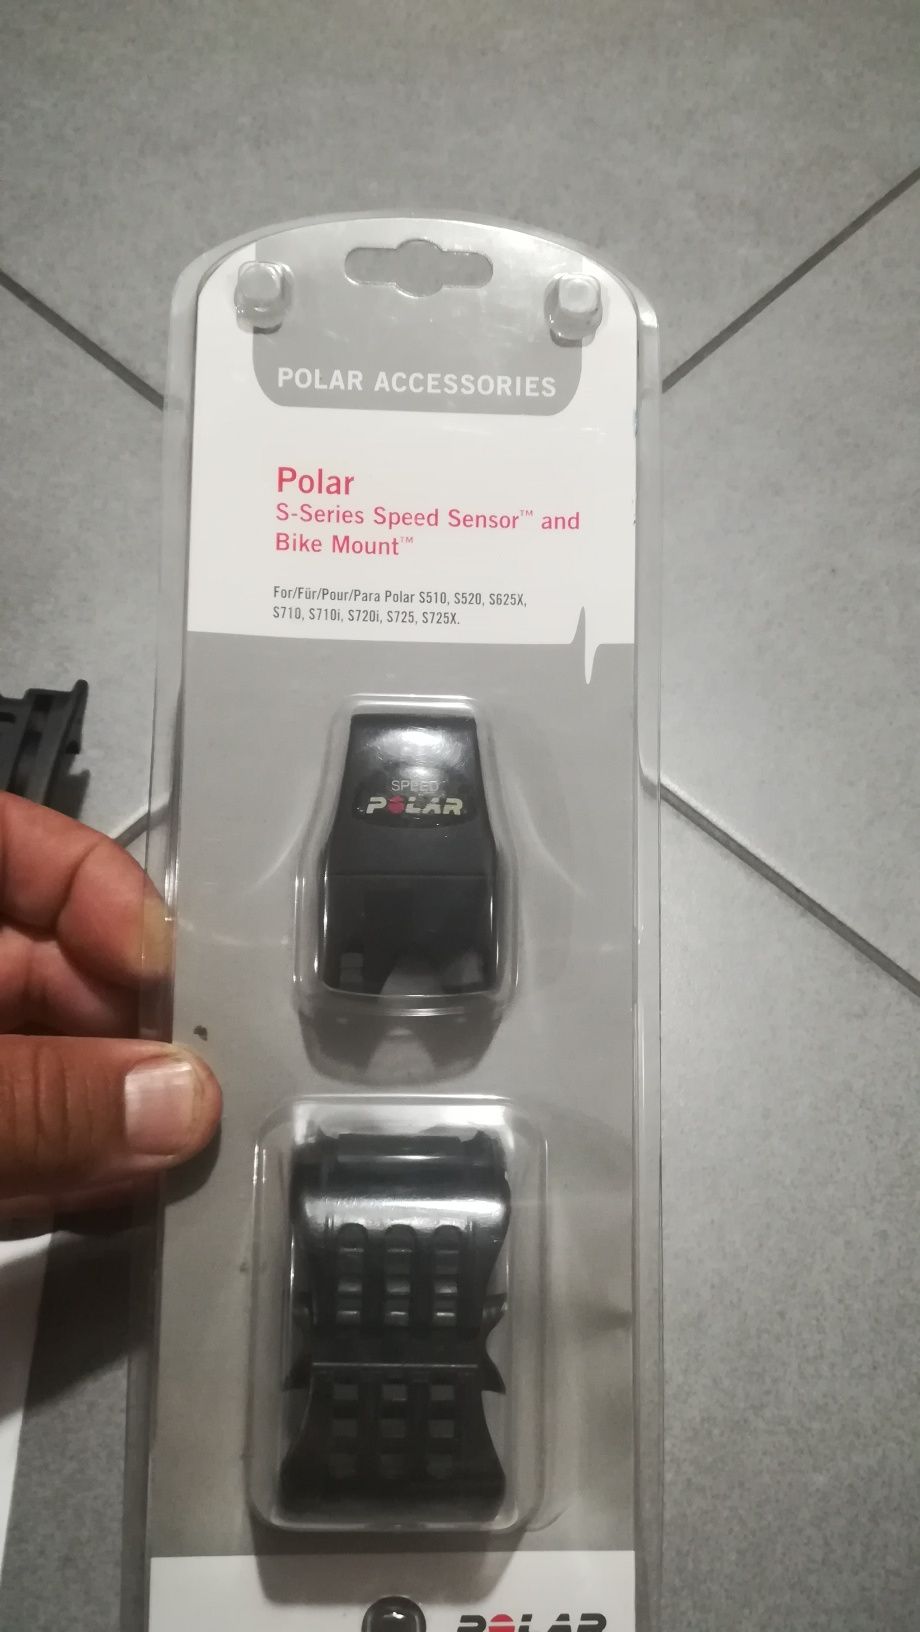 POLAR ACCESSORIES
Polar
S-Series Speed Sensor™ and
Bike Mount™
For/Für/Pour/Para Polar S510, S520, S625X,
S710, S710i, S720i, S725, S725X.
SPEED
POLAR
POLAR